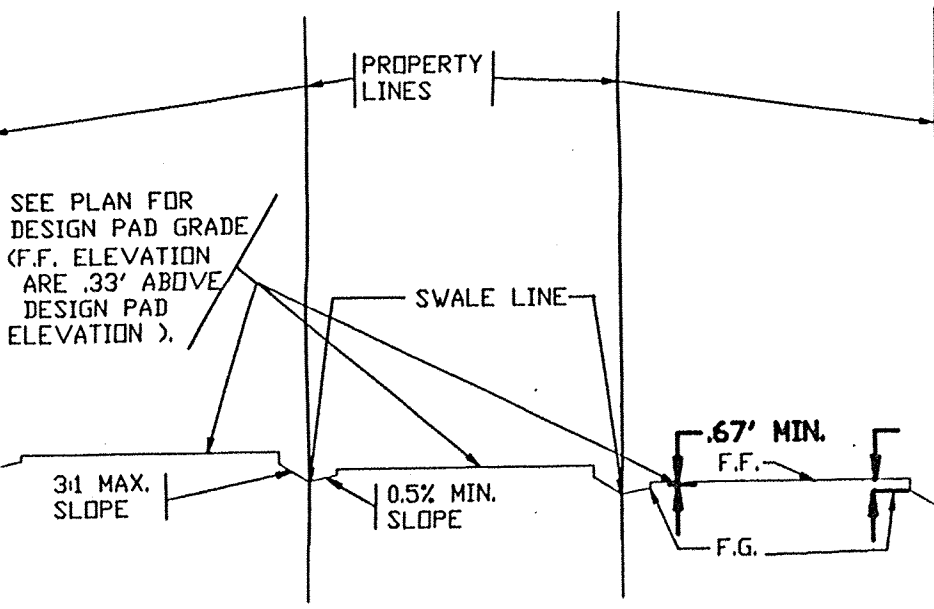 PROPERTY
LINES
SEE PLAN FOR
DESIGN PAD GRADE
(F.F. ELEVATION
ARE .33' ABOVE
DESIGN PAD
ELEVATION ).
SWALE LINE
.67' MIN.
F.F.
3:1 MAX.
SLOPE
0.5% MIN.
SLOPE
F.G.